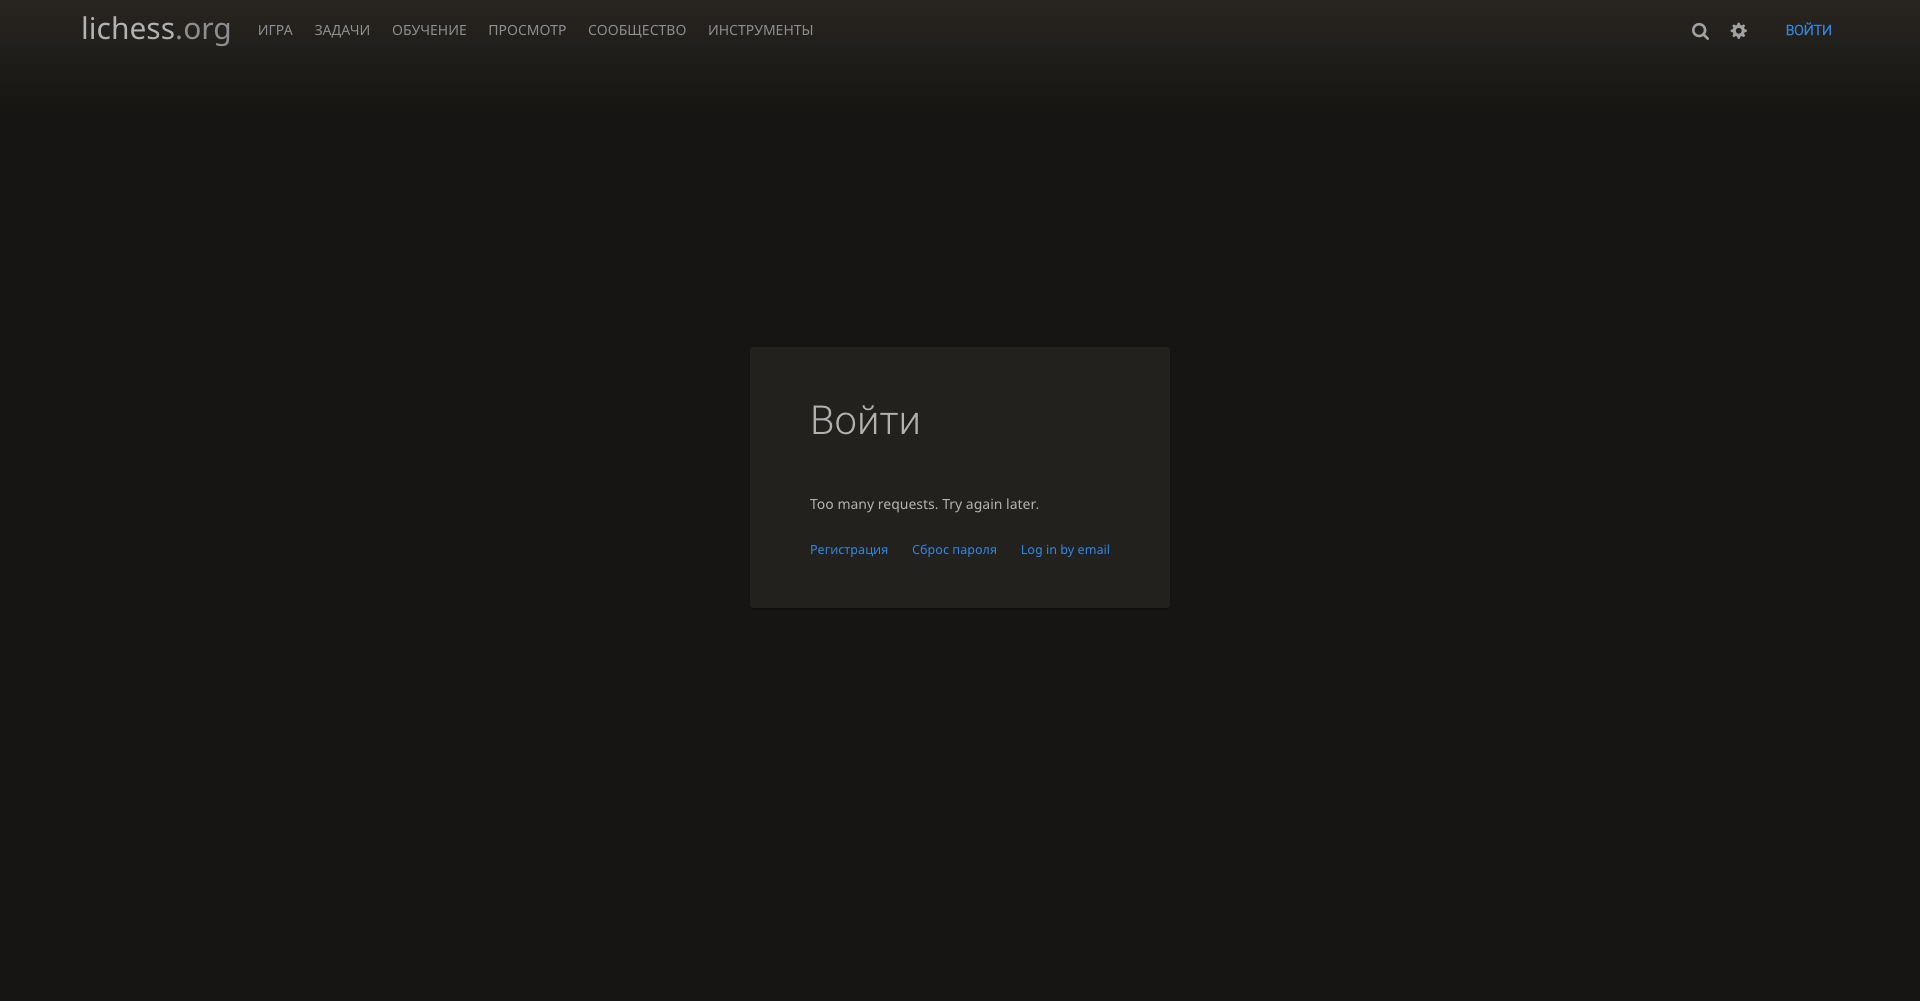 lichess.org ИГРА ЗАДАЧИ ОБУЧЕНИЕ ПРОСМОТР СООБЩЕСТВО ИНСТРУМЕНТЫ ВОЙТИ
Войти
Too many requests. Try again later.
Регистрация Сброс пароля Log in by email